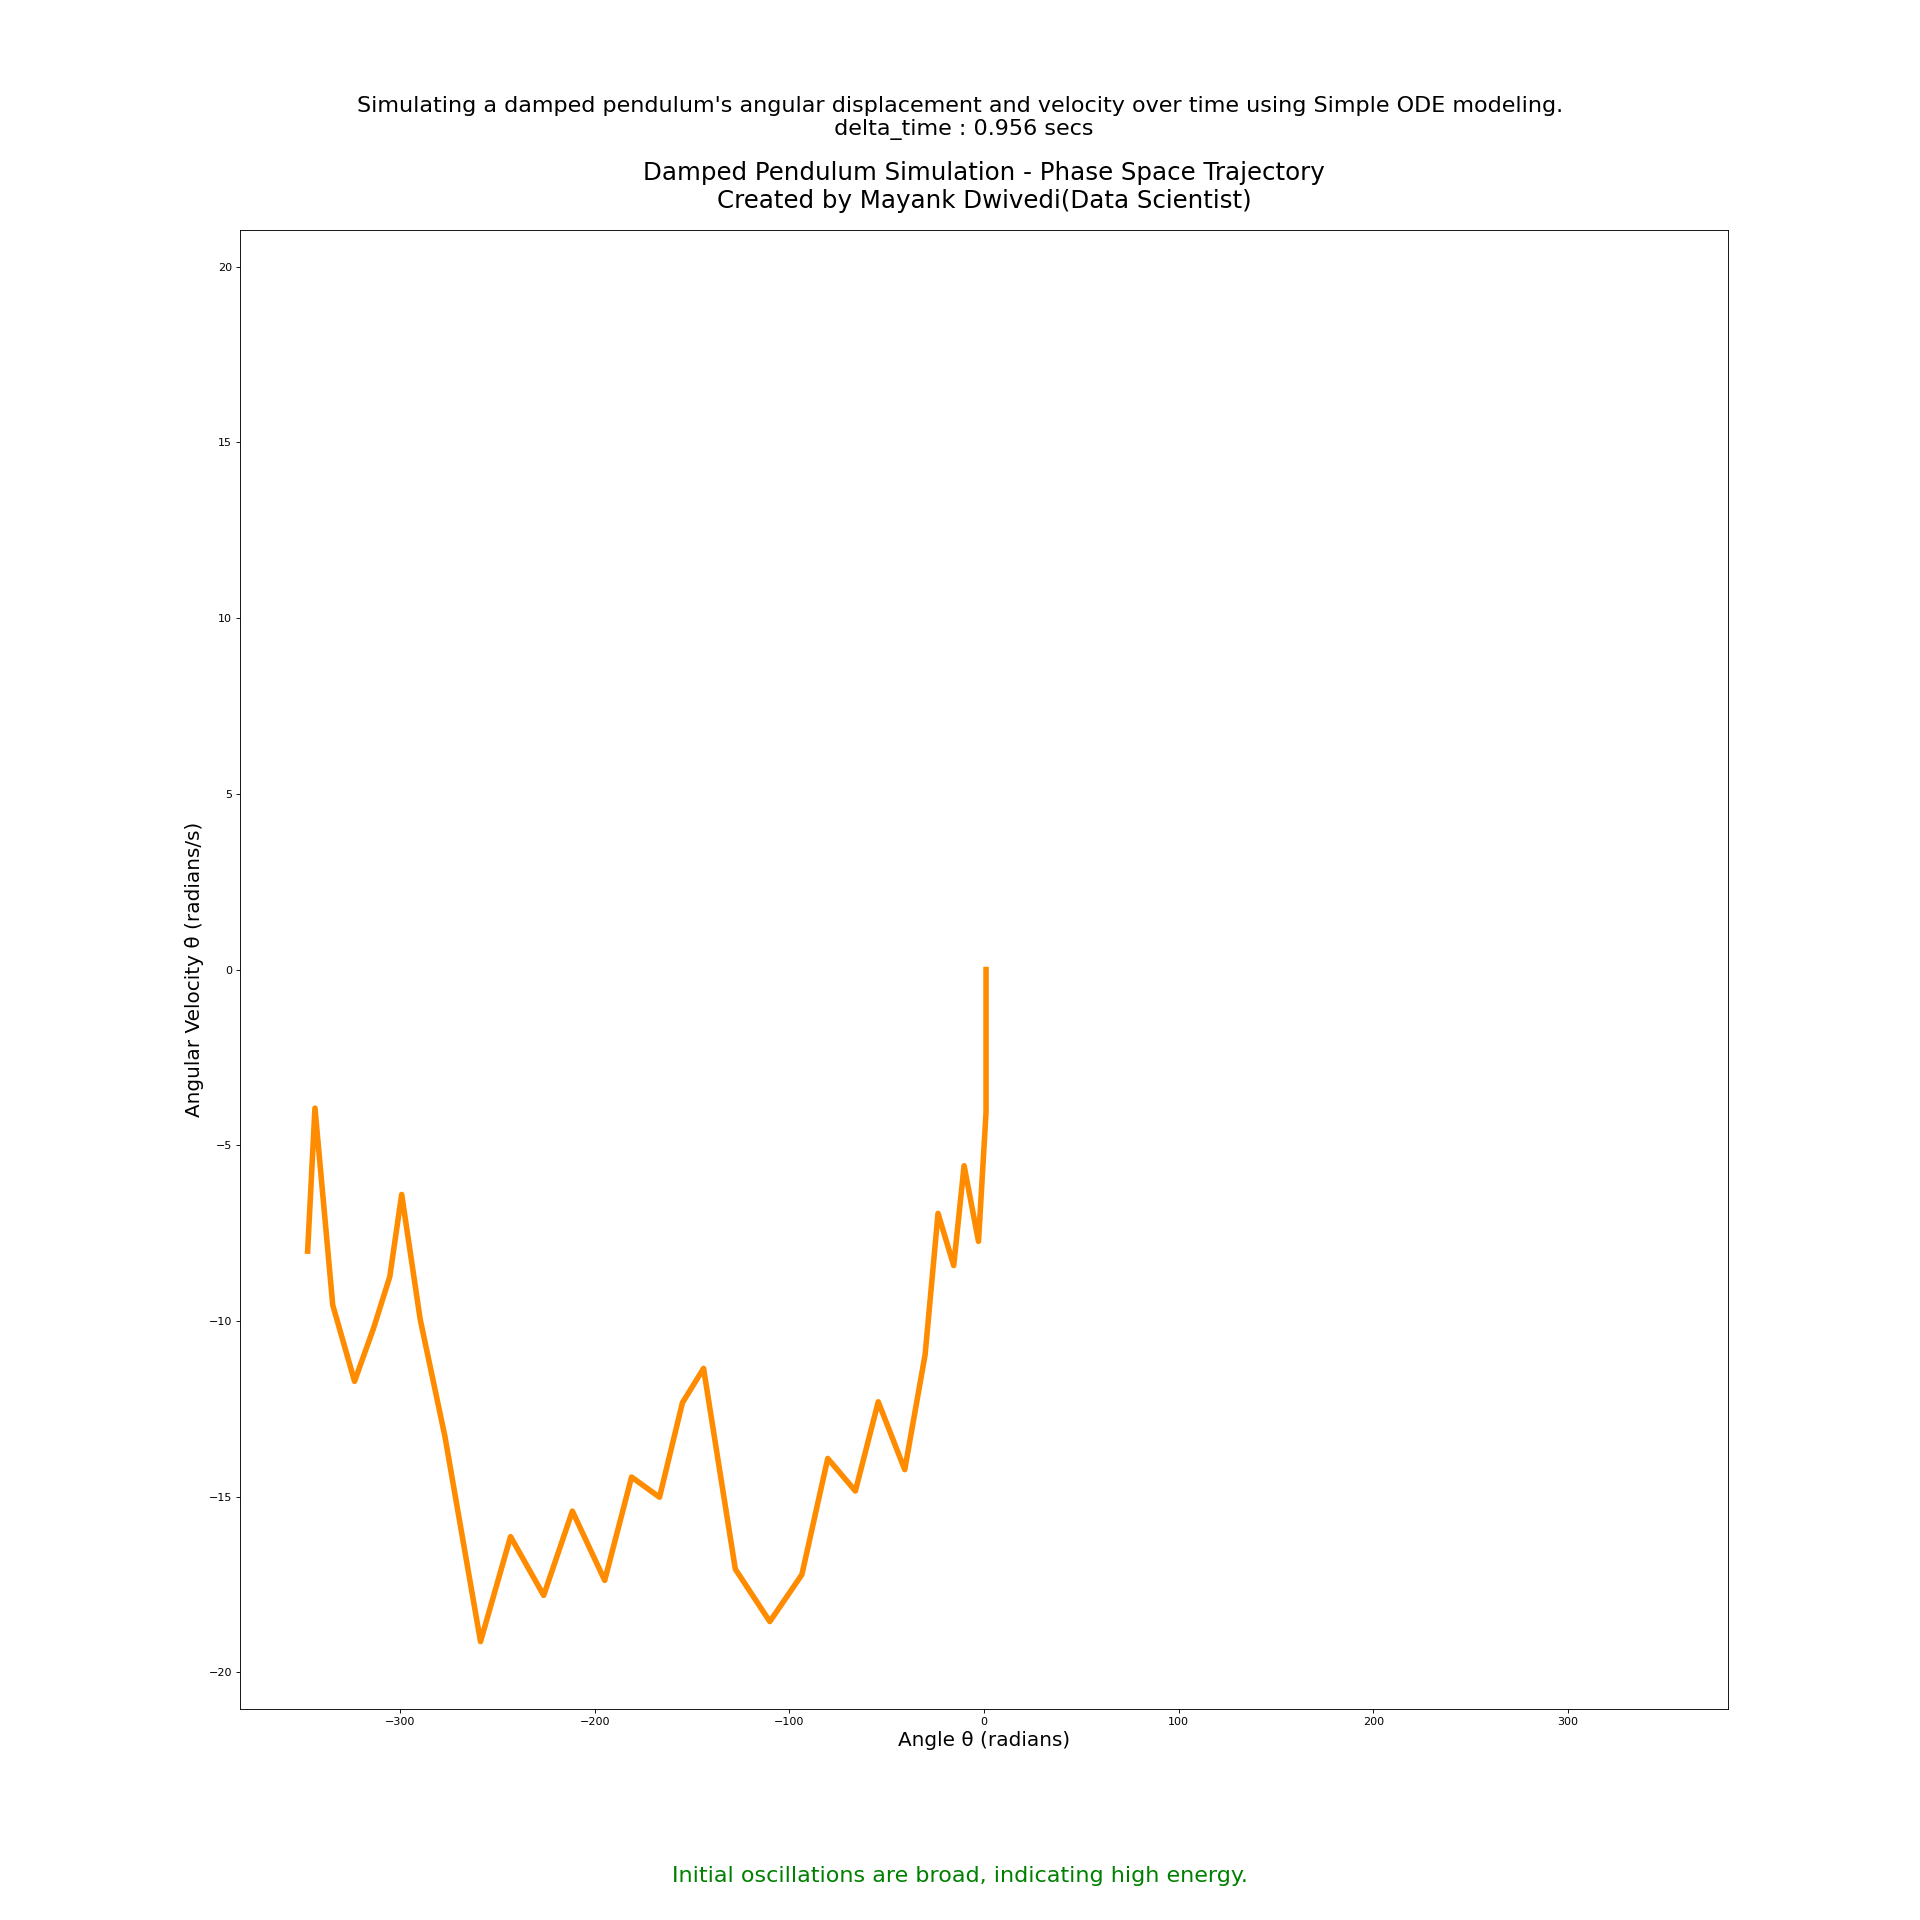 Simulating a damped pendulum's angular displacement and velocity over time using Simple ODE modeling.
delta_time : 0.956 secs
Damped Pendulum Simulation - Phase Space Trajectory
Created by Mayank Dwivedi(Data Scientist)
20
15
10
5
0
−5
−10
−15
−20
Angular Velocity θ (radians/s)
−300
−200
−100
0
100
200
300
Angle θ (radians)
Initial oscillations are broad, indicating high energy.